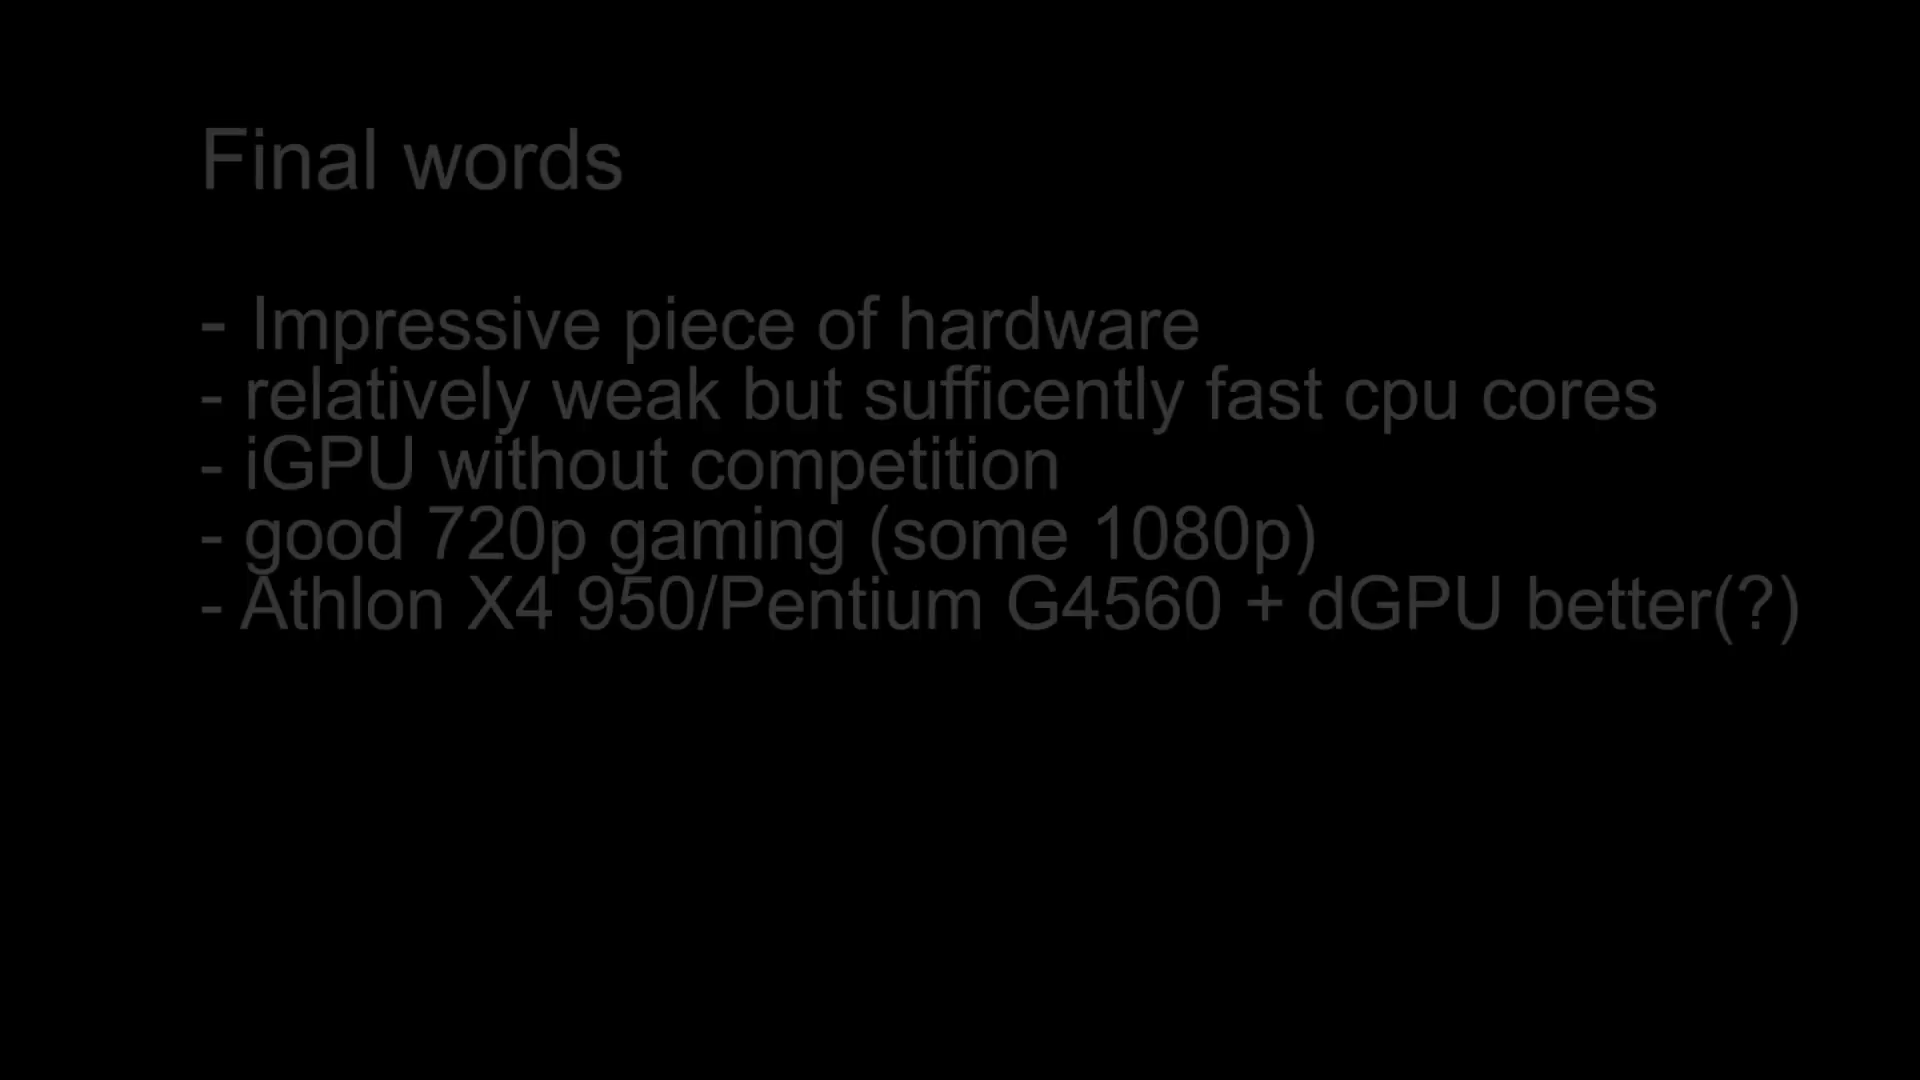 Final words
- Impressive piece of hardware
- relatively weak but sufficently fast cpu cores
- iGPU without competition
- good 720p gaming (some 1080p)
- Athlon X4 950/Pentium G4560 + dGPU better(?)